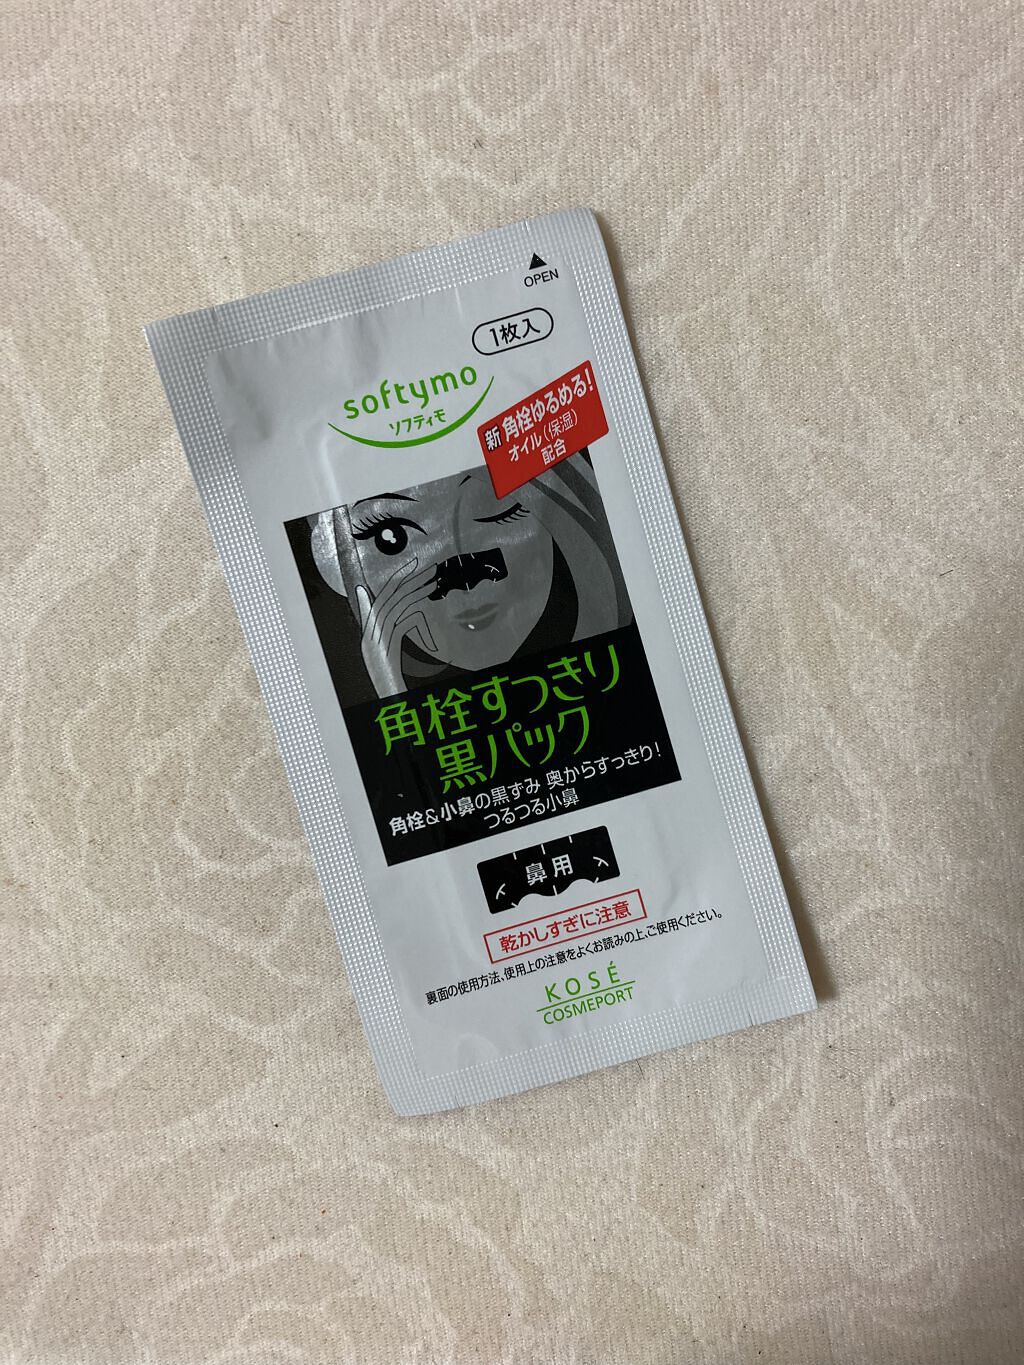 OPEN
1枚入
softymo
ソフティモ
新 角栓ゆるめる!
オイル(保湿)
配合
角栓すっきり
黒パック
角栓&小鼻の黒ずみ 奥からすっきり!
つるつる小鼻
鼻用
乾かしすぎに注意
裏面の使用方法、使用上の注意をよくお読みの上、ご使用ください。
KOSÉ
COSMEPORT